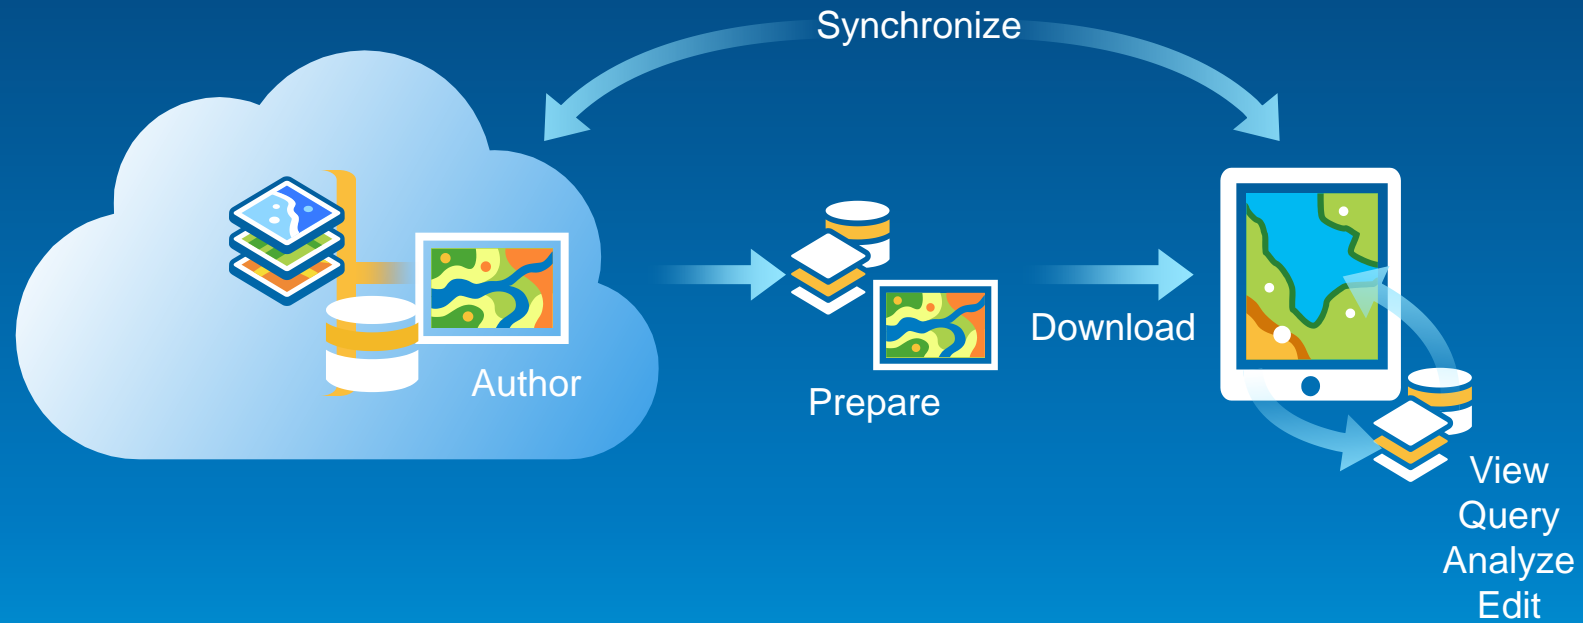 Synchronize
Author
Prepare
Download
View
Query
Analyze
Edit